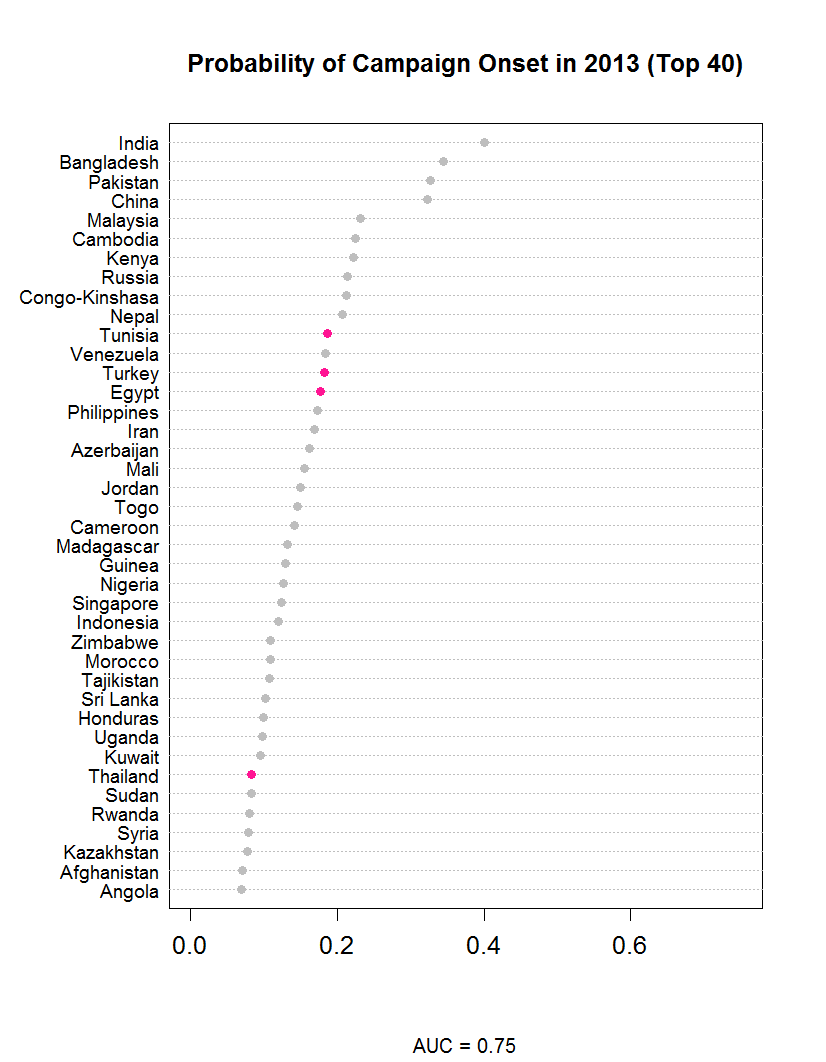 Probability of Campaign Onset in 2013 (Top 40)
India
Bangladesh
Pakistan
China
Malaysia
Cambodia
Kenya
Russia
Congo-Kinshasa
Nepal
Tunisia
Venezuela
Turkey
Egypt
Philippines
Iran
Azerbaijan
Mali
Jordan
Togo
Cameroon
Madagascar
Guinea
Nigeria
Singapore
Indonesia
Zimbabwe
Morocco
Tajikistan
Sri Lanka
Honduras
Uganda
Kuwait
Thailand
Sudan
Rwanda
Syria
Kazakhstan
Afghanistan
Angola
0.0 0.2 0.4 0.6
AUC = 0.75